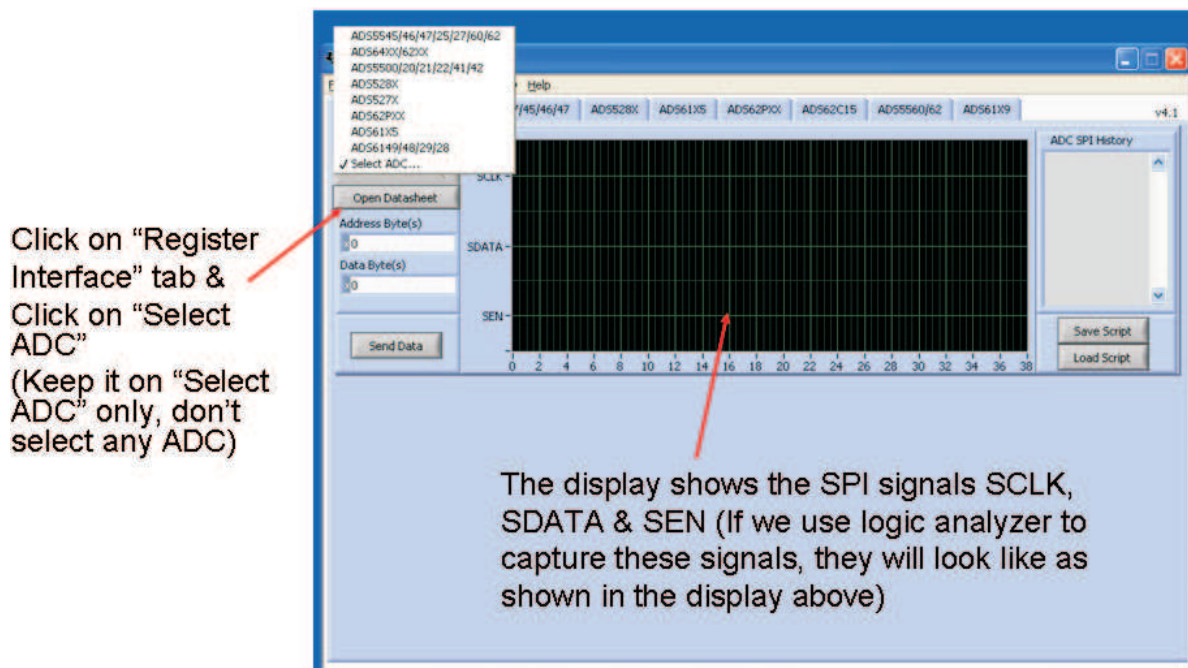 ADS5545/46/47/25/27/60/62
ADS64XX/62XX
ADS5500/20/21/22/41/42
ADS528X
ADS527X
ADS62PXX
ADS61X5
ADS6149/48/29/28
✓ Select ADC...
Help
/45/46/47 ADS528X ADS61X5 ADS62PXX ADS62C15 ADS5560/62 ADS61X9 v4.1
ADC SPI History
SCLK
Open Datasheet
Address Byte(s)
x0
SDATA
Data Byte(s)
x0
SEN
Send Data
Save Script
Load Script
0 2 4 6 8 10 12 14 16 18 20 22 24 26 28 30 32 34 36 38
Click on “Register
Interface” tab &
Click on “Select
ADC”
(Keep it on “Select
ADC” only, don’t
select any ADC)
The display shows the SPI signals SCLK,
SDATA & SEN (If we use logic analyzer to
capture these signals, they will look like as
shown in the display above)